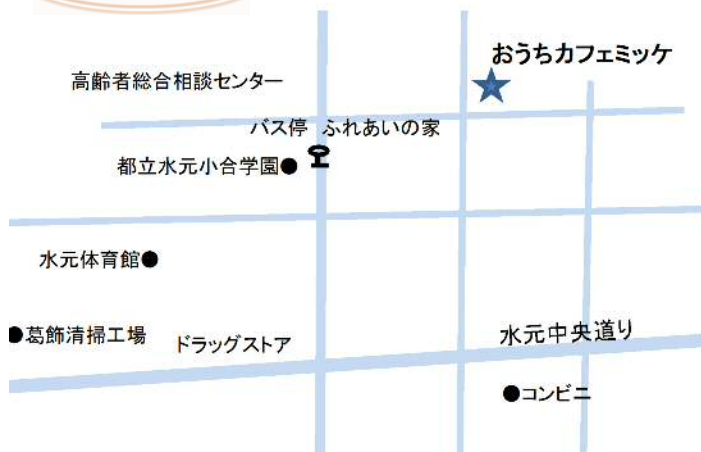 おうちカフェミッケ
高齢者総合相談センター
バス停 ふれあいの家
都立水元小合学園●
水元体育館●
●葛飾清掃工場
ドラッグストア
水元中央道り
●コンビニ